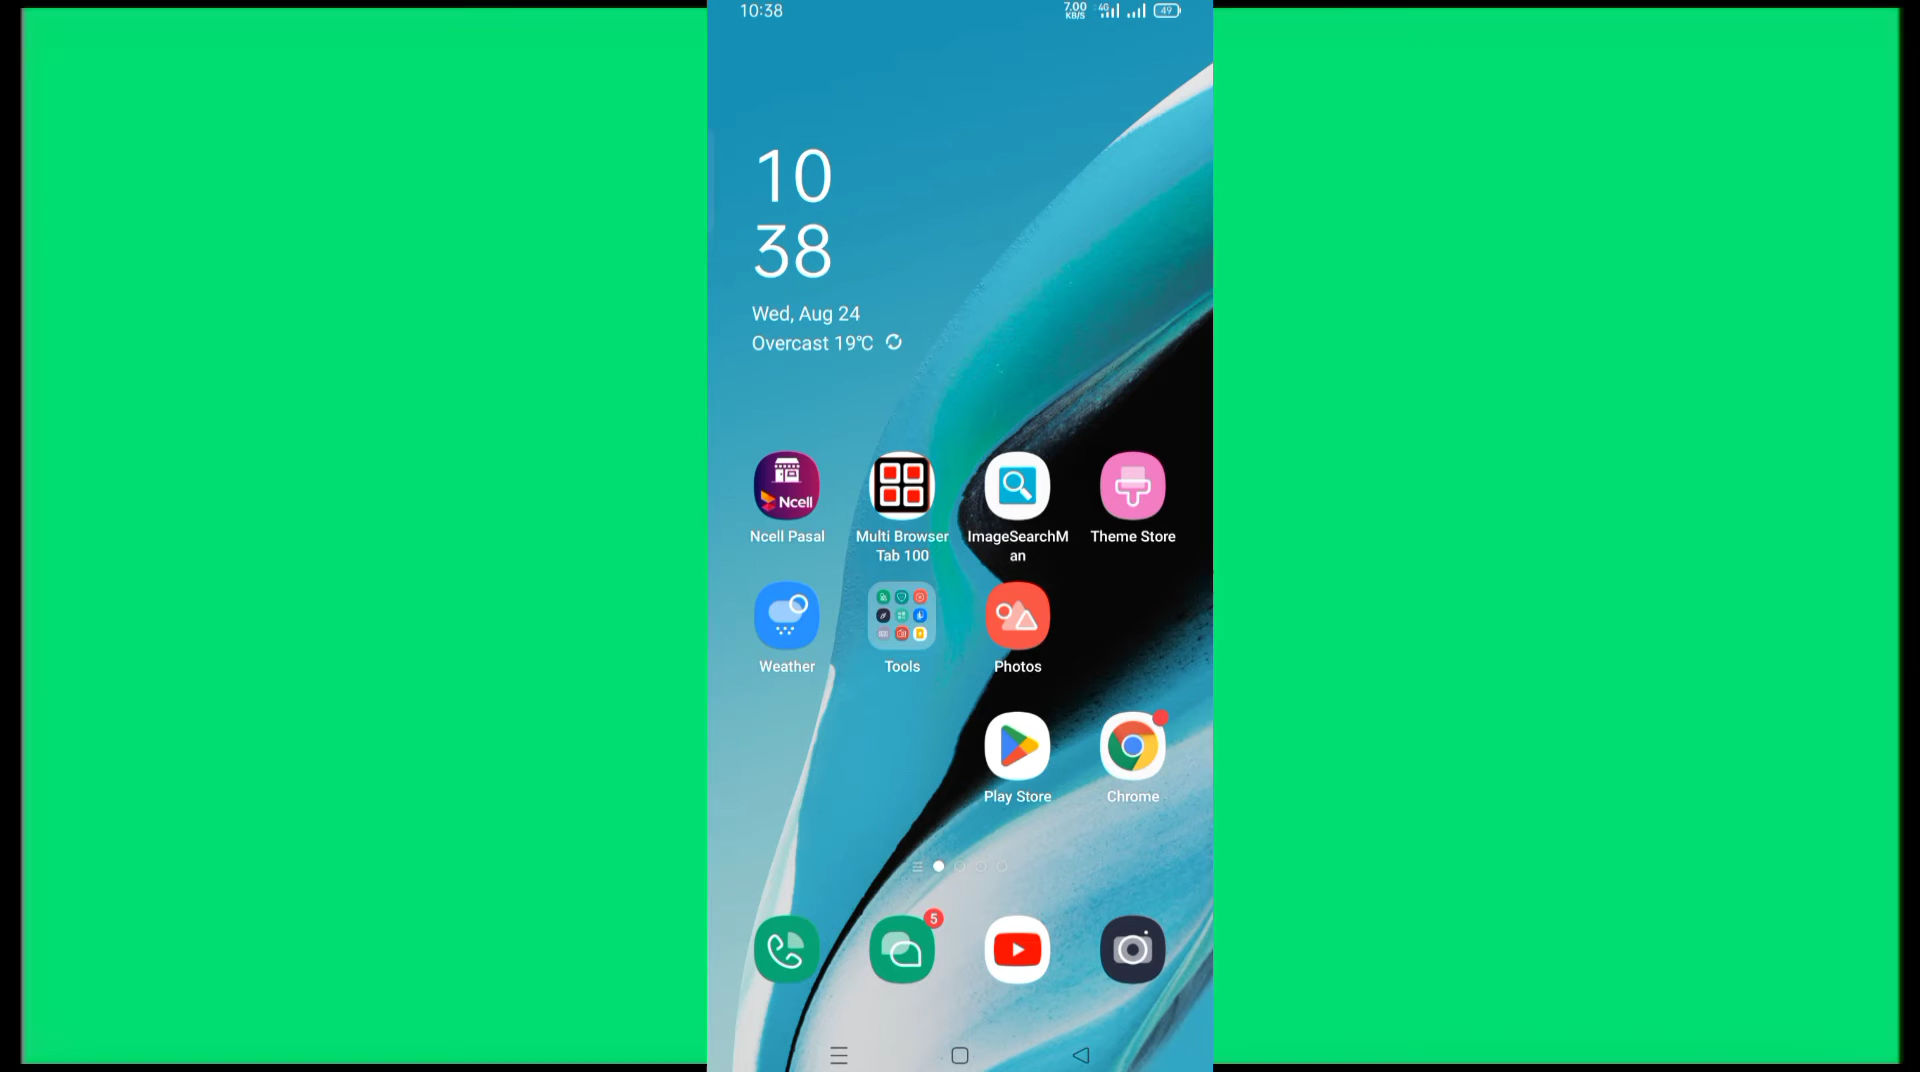 10:38
7.00
KB/S
4G
49
10
38
Wed, Aug 24
Overcast 19℃
Ncell
Ncell Pasal
Multi Browser
Tab 100
ImageSearchM
an
Theme Store
Weather
Tools
Photos
Play Store
Chrome
5